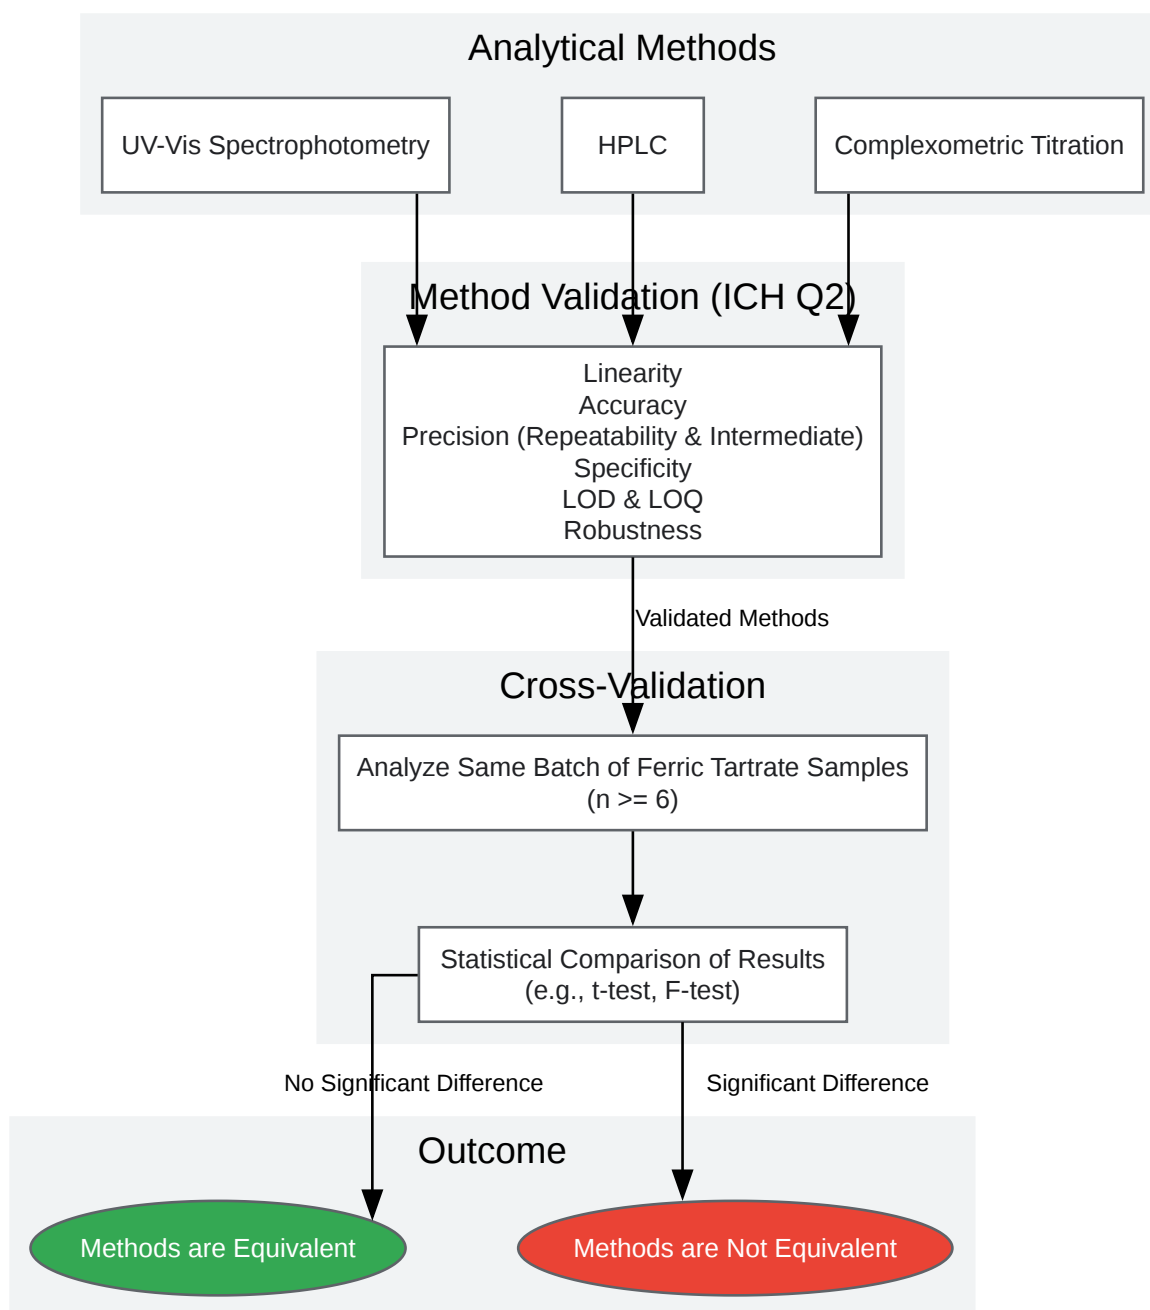 Analytical Methods
UV-Vis Spectrophotometry
HPLC
Complexometric Titration
Method Validation (ICH Q2)
Linearity
Accuracy
Precision (Repeatability & Intermediate)
Specificity
LOD & LOQ
Robustness
Validated Methods
Cross-Validation
Analyze Same Batch of Ferric Tartrate Samples
(n >= 6)
Statistical Comparison of Results
(e.g., t-test, F-test)
No Significant Difference
Significant Difference
Outcome
Methods are Equivalent
Methods are Not Equivalent